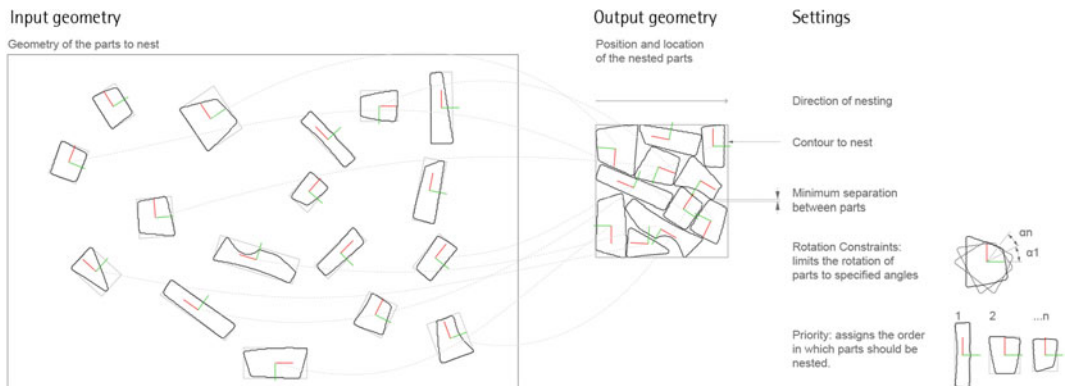 Input geometry
Geometry of the parts to nest
Output geometry
Position and location
of the nested parts
Settings
Direction of nesting
Contour to nest
Minimum separation
between parts
Rotation Constraints:
limits the rotation of
parts to specified angles
αn
α1
Priority: assigns the order
in which parts should be
nested.
1 2 ...n